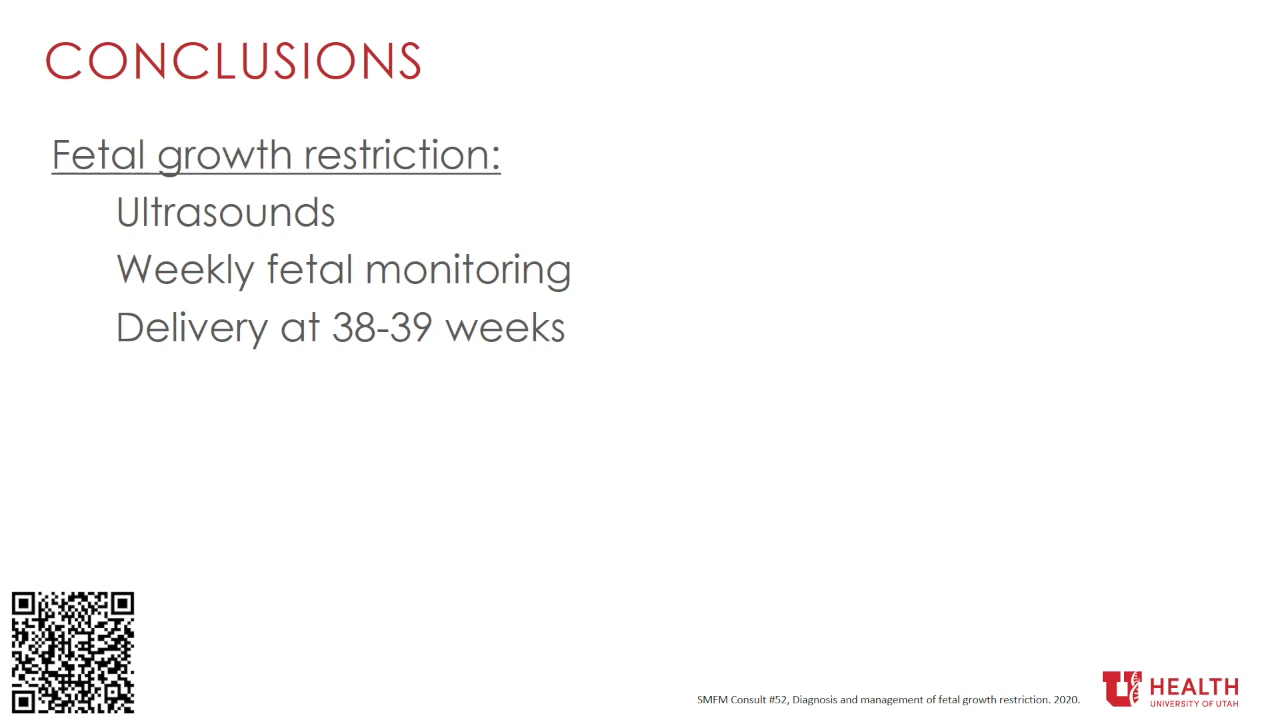 CONCLUSIONS
Fetal growth restriction:
Ultrasounds
Weekly fetal monitoring
Delivery at 38-39 weeks
SMFM Consult #52, Diagnosis and management of fetal growth restriction. 2020.
U HEALTH
UNIVERSITY OF UTAH